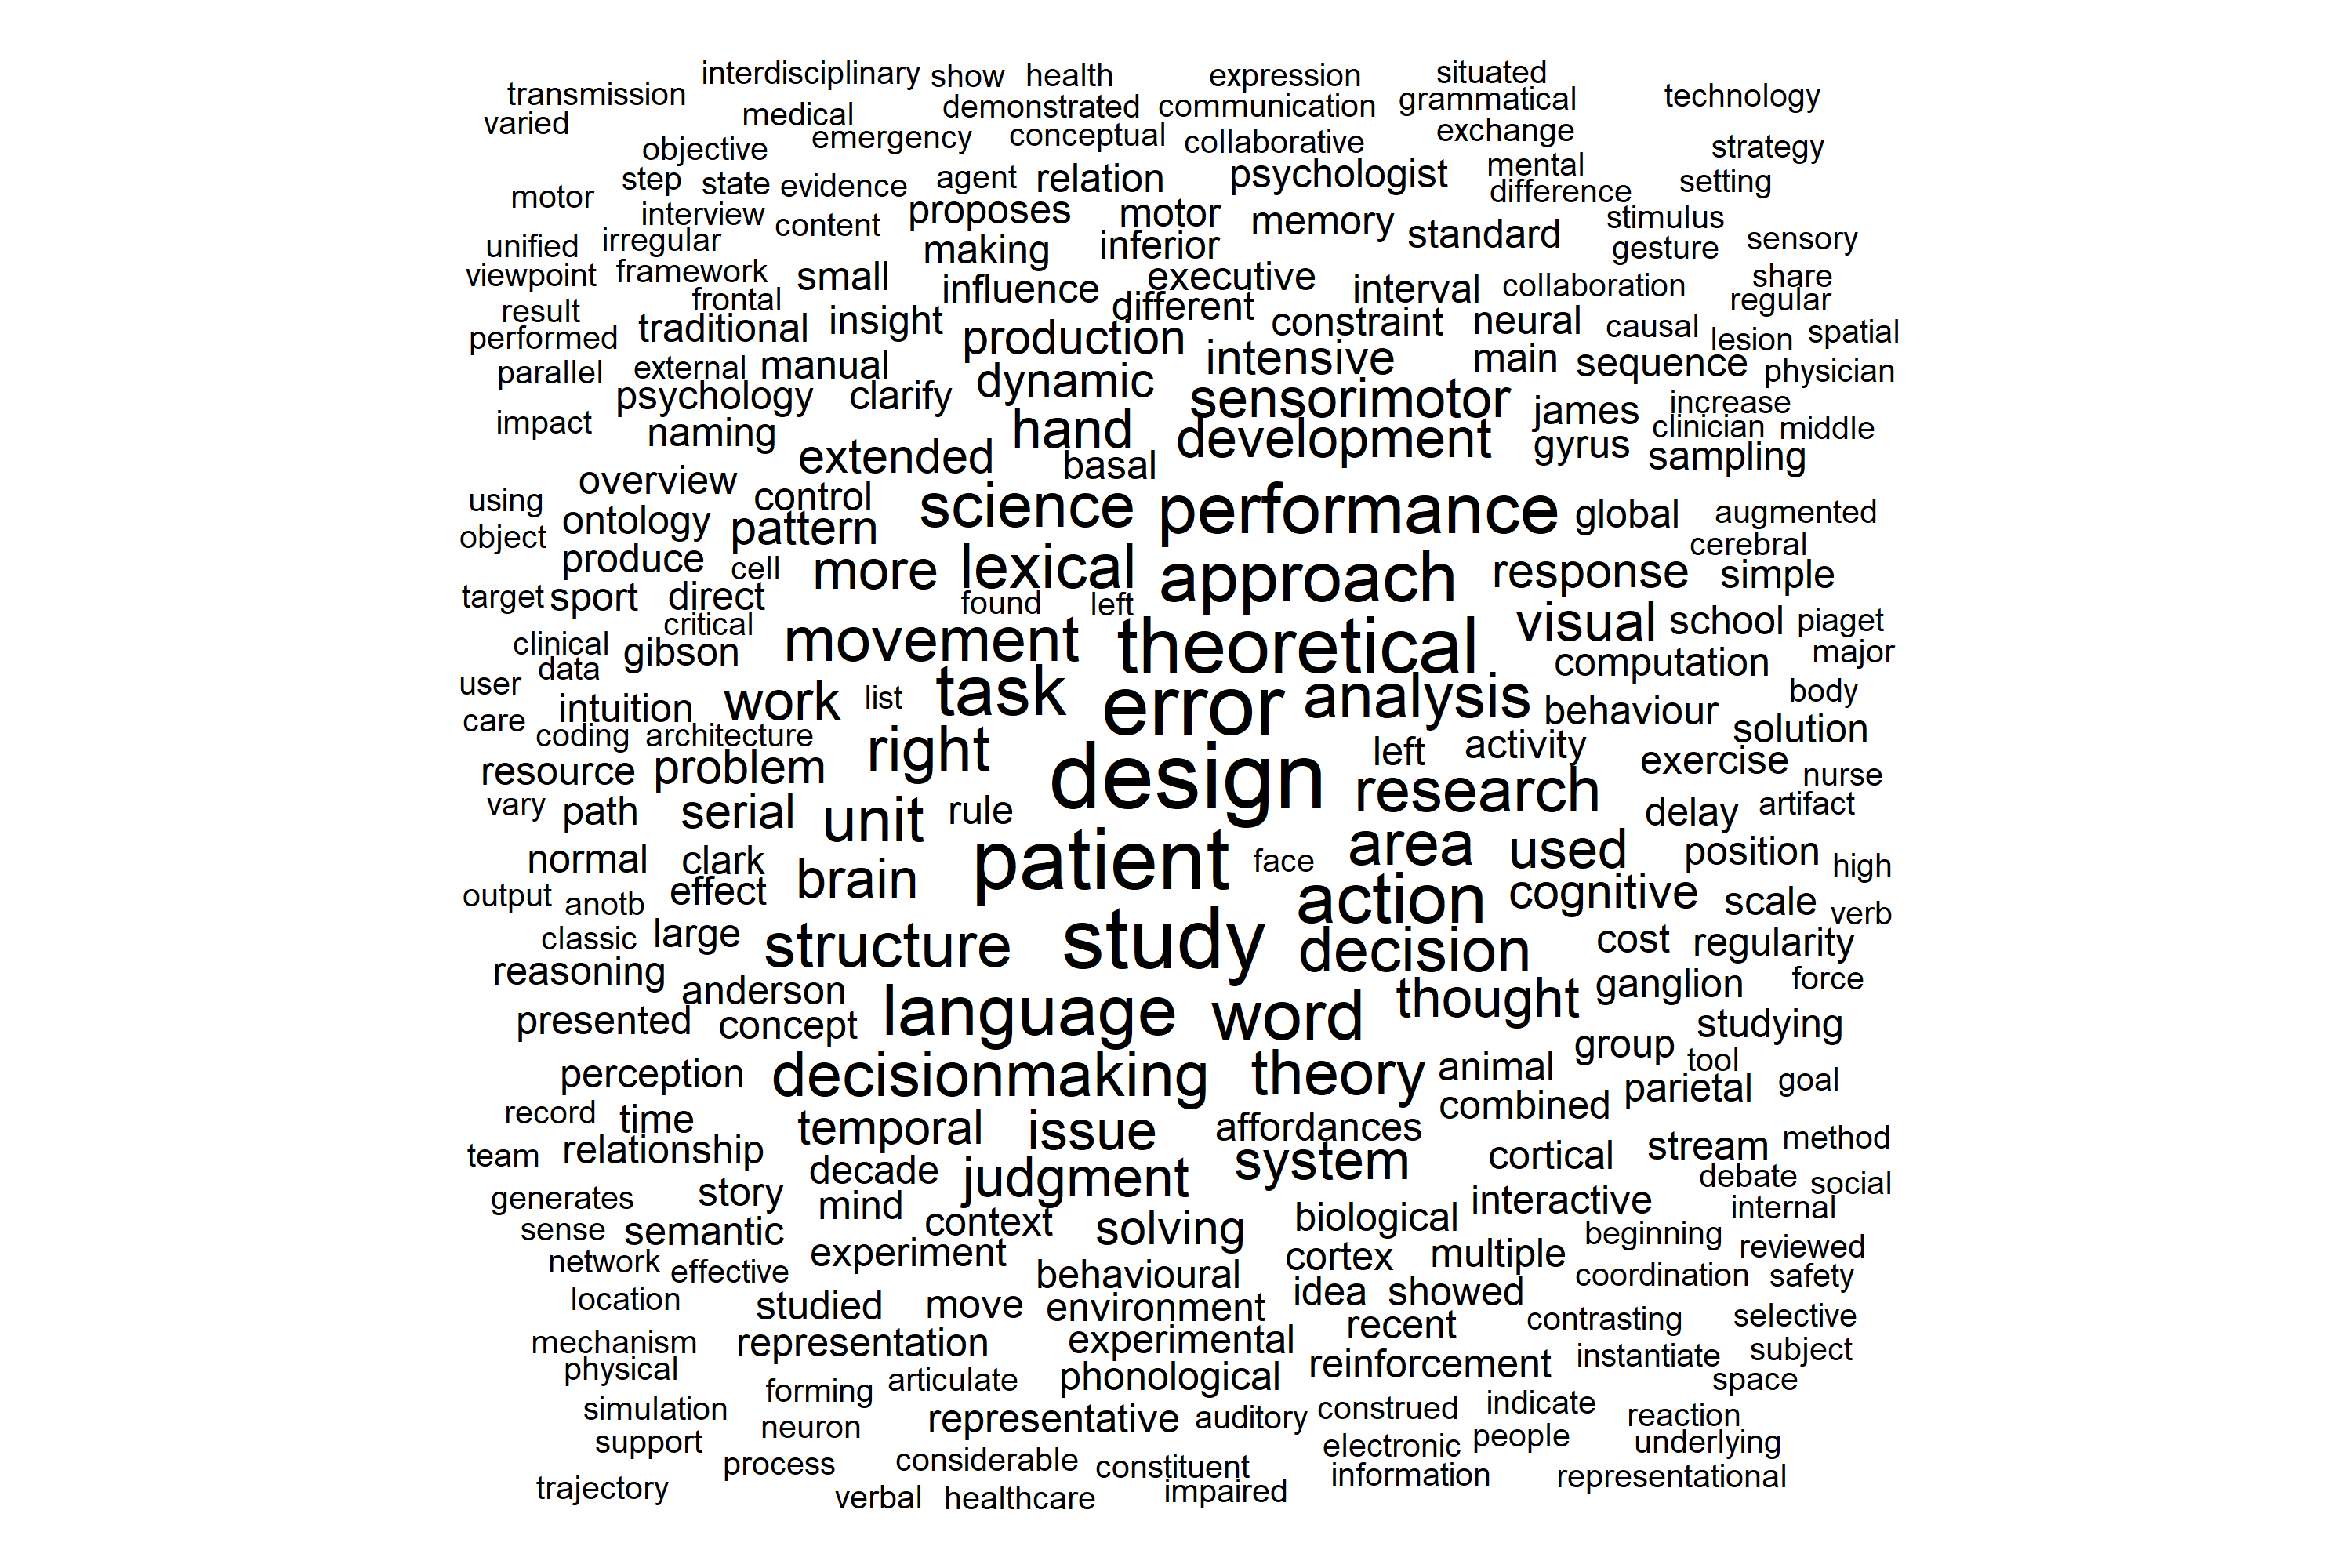 interdisciplinary show health expression situated
transmission medical demonstrated communication grammatical technology
varied emergency conceptual collaborative exchange
objective strategy
step state evidence agent relation psychologist mental setting
motor difference
interview content proposes motor memory standard stimulus
unified irregular making inferior gesture sensory
viewpoint framework small influence executive interval collaboration share
result frontal different regular
performed traditional insight production constraint neural causal lesion spatial
parallel external manual dynamic intensive main sequence physician
psychology clarify sensorimotor james increase
impact naming hand development gyrus clinician middle
extended basal sampling
overview control science performance
using ontology pattern global augmented
object produce cell more lexical approach response simple cerebral
target sport direct found left
critical movement theoretical visual school piaget
clinical gibson computation major
data task error analysis body
user intuition work list behaviour
care coding architecture right left activity solution
resource problem design exercise nurse
vary path serial unit rule research delay artifact
normal clark brain patient face area used position high
output anotb effect action cognitive scale verb
classic large structure study decision cost regularity
reasoning anderson thought ganglion force
presented concept language word studying
perception decisionmaking theory animal group tool goal
record time combined parietal
team relationship temporal issue affordances cortical stream method
decade judgment system debate social
generates story mind interactive internal
sense semantic context solving biological beginning reviewed
network effective experiment cortex multiple
behavioural coordination safety
location studied move environment idea showed contrasting selective
mechanism representation experimental recent instantiate subject
physical phonological reinforcement space
forming articulate
simulation neuron representative auditory construed indicate reaction
support electronic people underlying
process considerable constituent information representational
trajectory verbal healthcare impaired